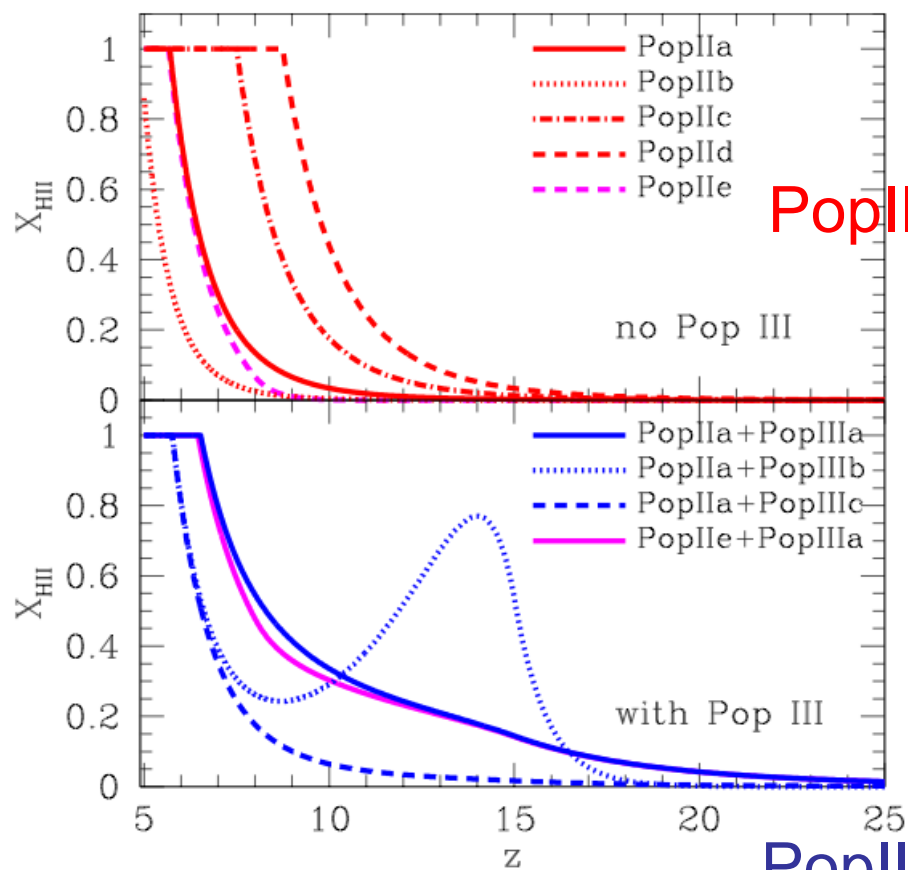 1
0.8
0.6
0.4
0.2
0
X_HII
PopIIa
PopIIb
PopIIc
PopIId
PopIIe
no Pop III
1
0.8
0.6
0.4
0.2
0
X_HII
PopIIa+PopIIIa
PopIIa+PopIIIb
PopIIa+PopIIIc
PopIIe+PopIIIa
with Pop III
5
10
15
20
25
z